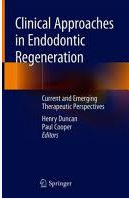 Clinical Approaches
in Endodontic
Regeneration
Current and Emerging
Therapeutic Perspectives
Henry Duncan
Paul Cooper
Editors
Springer